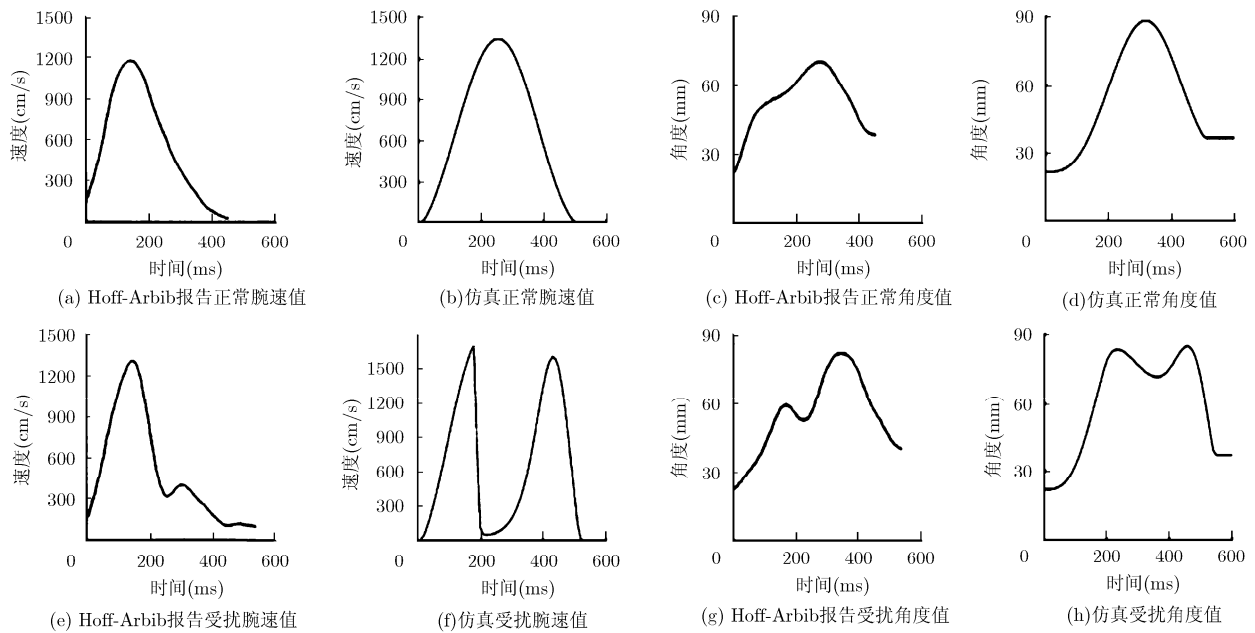 1500
1200
900
600
300
0
200
400
600
速度(cm/s)
时间(ms)
(a) Hoff-Arbib报告正常腕速值
1500
1200
900
600
300
0
200
400
600
速度(cm/s)
时间(ms)
(b)仿真正常腕速值
90
60
30
0
200
400
600
角度(mm)
时间(ms)
(c) Hoff-Arbib报告正常角度值
90
60
30
0
200
400
600
角度(mm)
时间(ms)
(d)仿真正常角度值
1500
1200
900
600
300
0
200
400
600
速度(cm/s)
时间(ms)
(e) Hoff-Arbib报告受扰腕速值
1500
1200
900
600
300
0
200
400
600
速度(cm/s)
时间(ms)
(f)仿真受扰腕速值
90
60
30
0
200
400
600
角度(mm)
时间(ms)
(g) Hoff-Arbib报告受扰角度值
90
60
30
0
200
400
600
角度(mm)
时间(ms)
(h)仿真受扰角度值